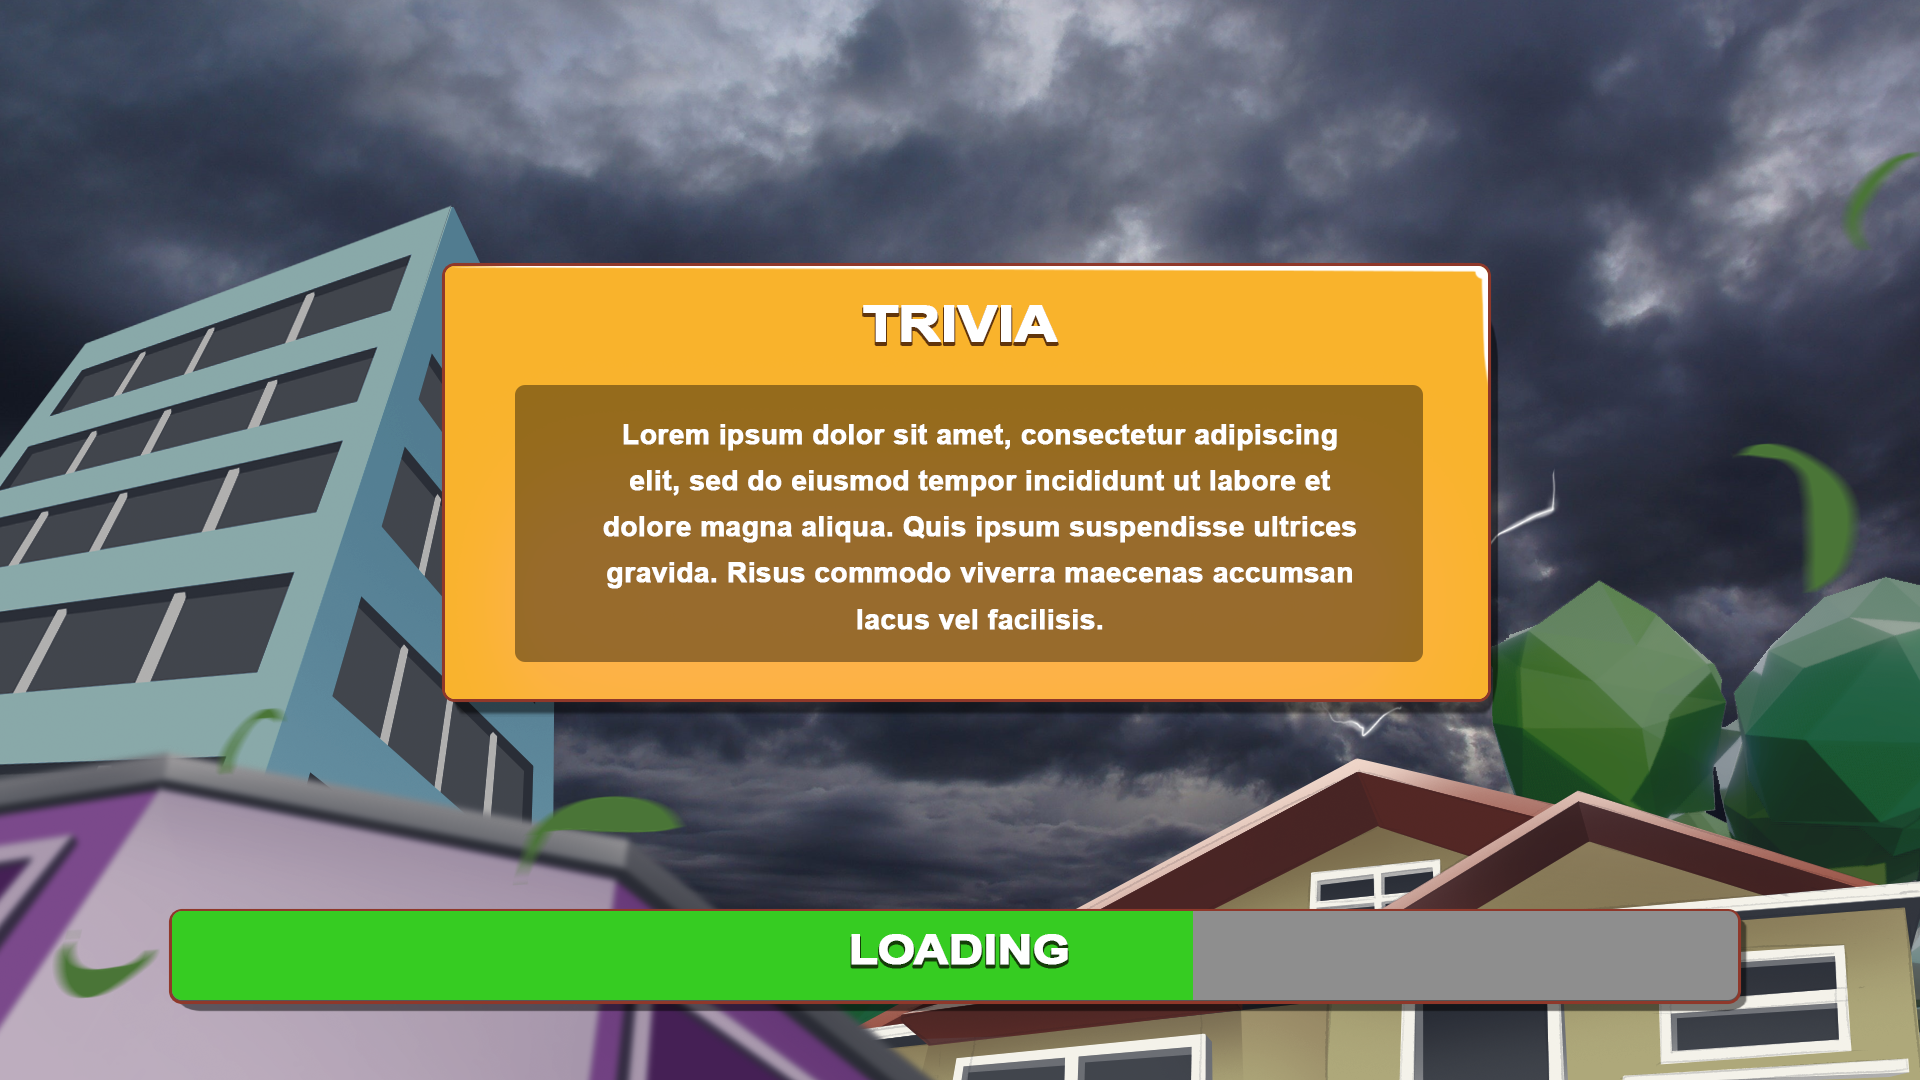 TRIVIA
Lorem ipsum dolor sit amet, consectetur adipiscing
elit, sed do eiusmod tempor incididunt ut labore et
dolore magna aliqua. Quis ipsum suspendisse ultrices
gravida. Risus commodo viverra maecenas accumsan
lacus vel facilisis.
LOADING